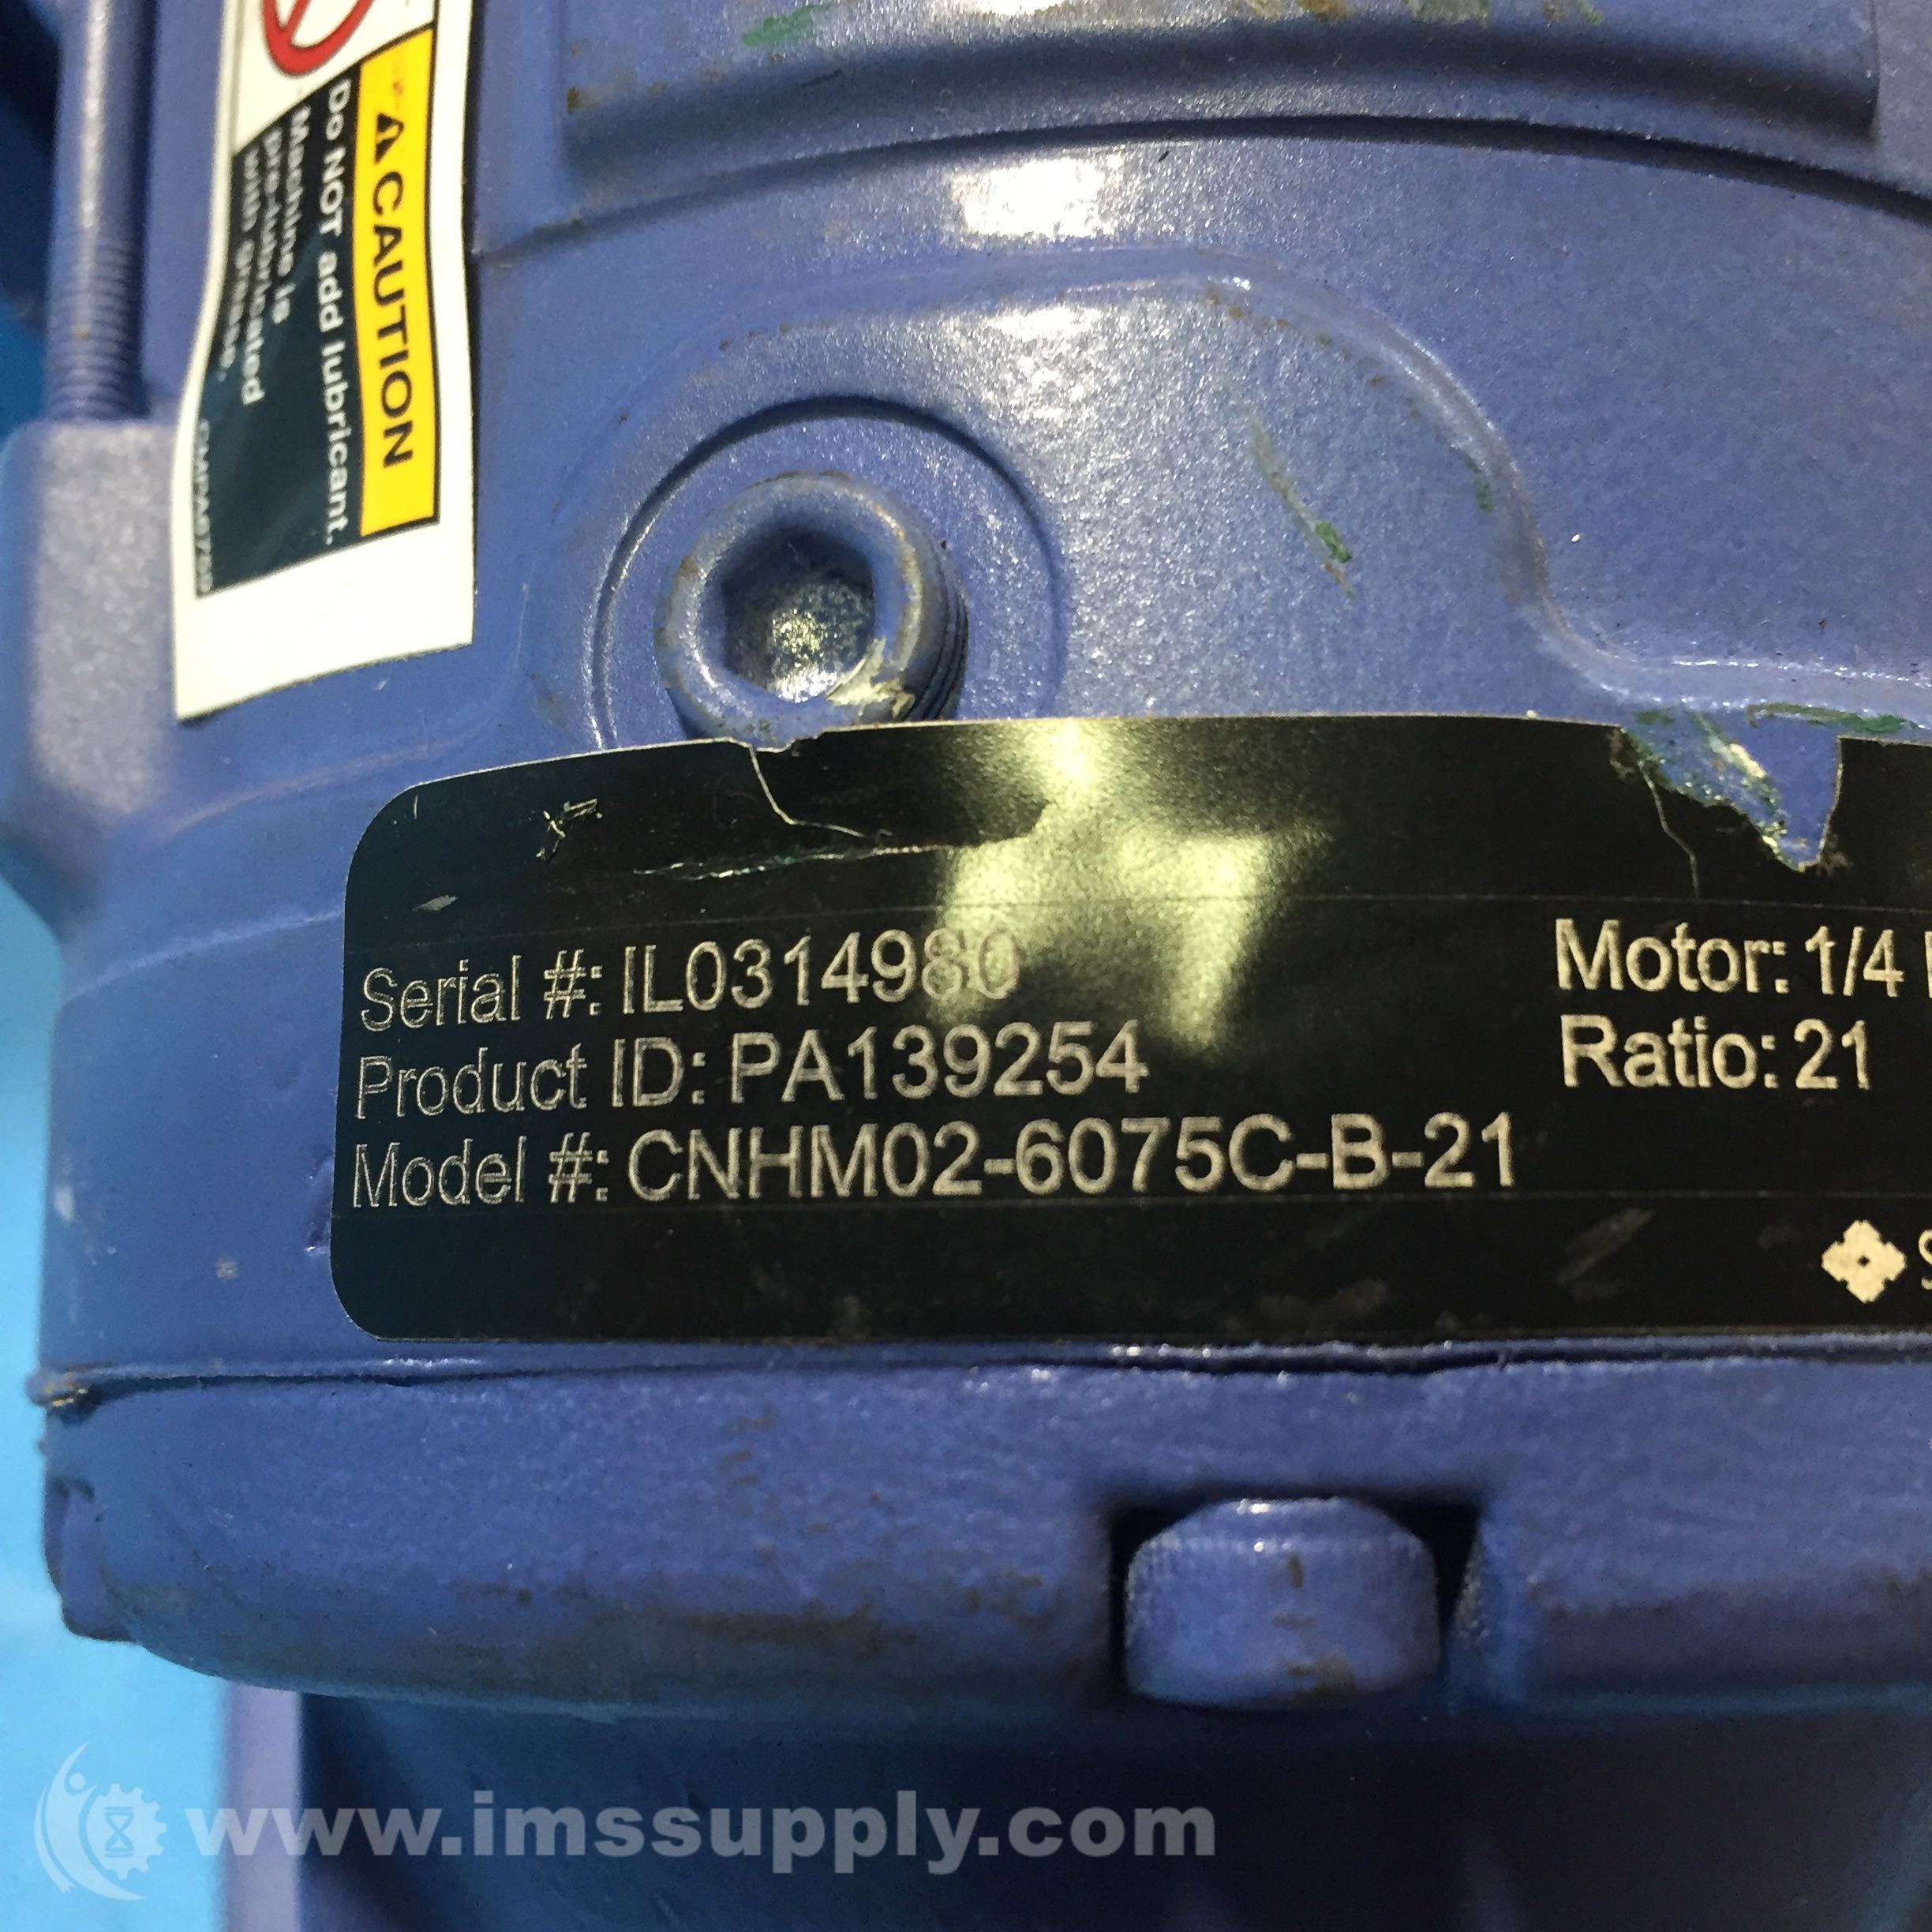 ⚠ CAUTION
Do NOT add lubricant.
Machine is
pre-lubricated
with grease.
Serial #: IL0314980
Product ID: PA139254
Model #: CNHM02-6075C-B-21
Motor: 1/4
Ratio: 21
www.imssupply.com